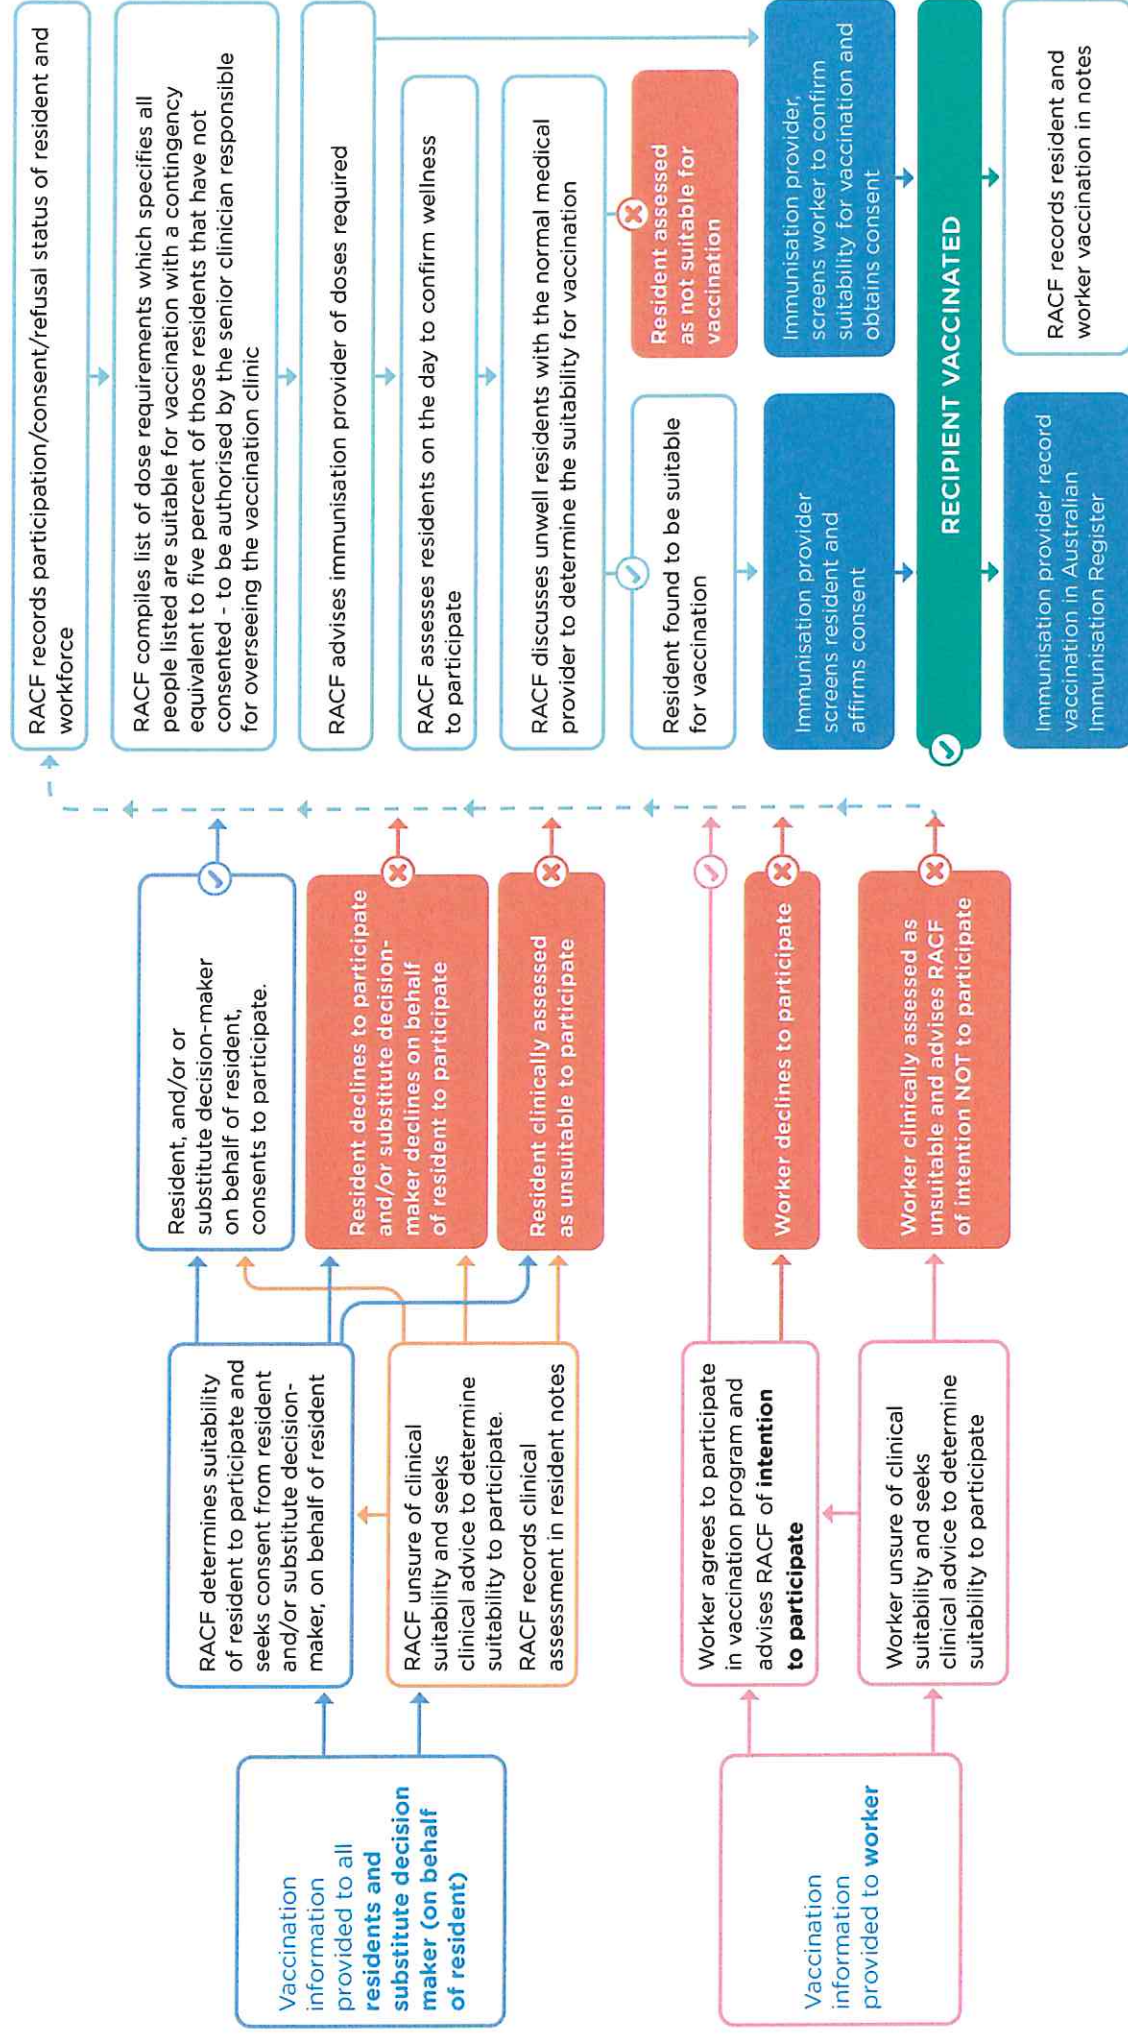 Vaccination
information
provided to all
residents and
substitute decision
maker (on behalf
of resident)
Vaccination
information
provided to worker
RACF determines suitability
of resident to participate and
seeks consent from resident
and/or substitute decision-
maker, on behalf of resident
RACF unsure of clinical
suitability and seeks
clinical advice to determine
suitability to participate.
RACF records clinical
assessment in resident notes
Worker agrees to participate
in vaccination program and
advises RACF of intention
to participate
Worker unsure of clinical
suitability and seeks
clinical advice to determine
suitability to participate
Resident, and/or or
substitute decision-maker
on behalf of resident,
consents to participate.
Resident declines to participate
and/or substitute decision-
maker declines on behalf
of resident to participate
Resident clinically assessed
as unsuitable to participate
Worker declines to participate
Worker clinically assessed as
unsuitable and advises RACF
of intention NOT to participate
RACF records participation/consent/refusal status of resident and
workforce
RACF compiles list of dose requirements which specifies all
people listed are suitable for vaccination with a contingency
equivalent to five percent of those residents that have not
consented - to be authorised by the senior clinician responsible
for overseeing the vaccination clinic
RACF advises immunisation provider of doses required
RACF assesses residents on the day to confirm wellness
to participate
RACF discusses unwell residents with the normal medical
provider to determine the suitability for vaccination
Resident found to be suitable
for vaccination
Resident assessed
as not suitable for
vaccination
Immunisation provider
screens resident and
affirms consent
Immunisation provider,
screens worker to confirm
suitability for vaccination and
obtains consent
RECIPIENT VACCINATED
Immunisation provider record
vaccination in Australian
Immunisation Register
RACF records resident and
worker vaccination in notes